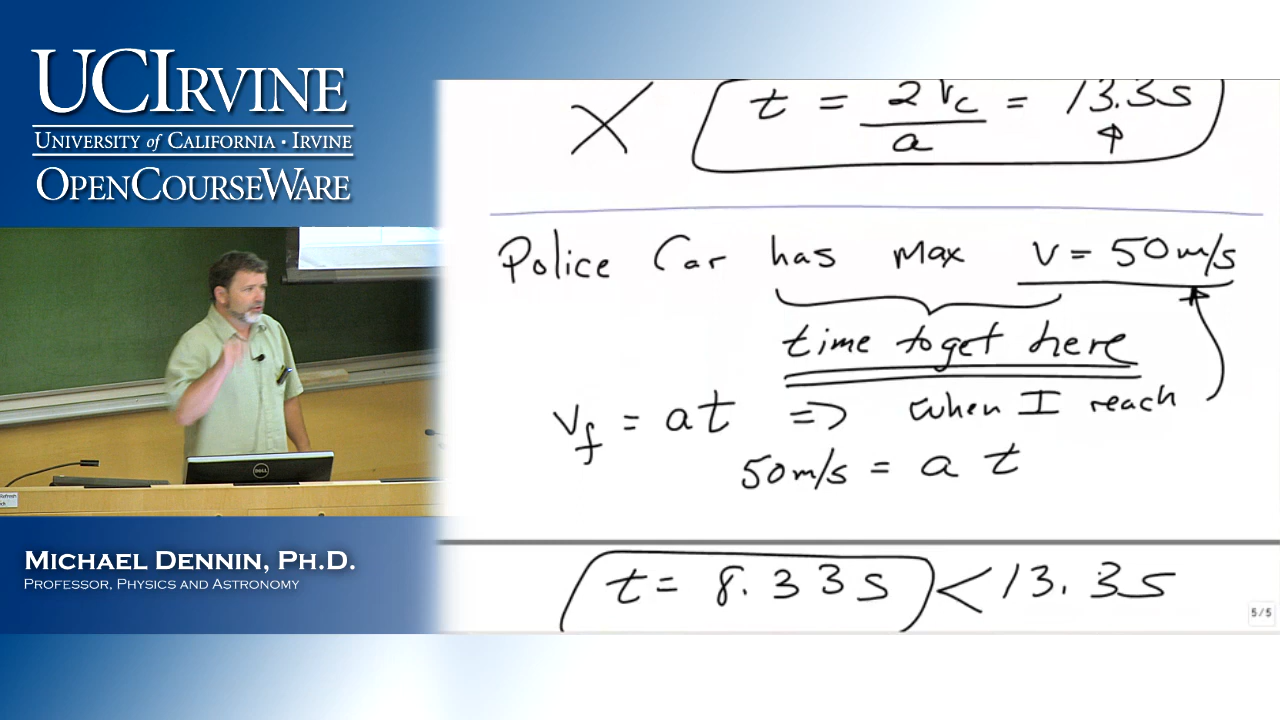 UCIRVINE
UNIVERSITY of CALIFORNIA · IRVINE
OPENCOURSEWARE
DELL
MICHAEL DENNIN, PH.D.
PROFESSOR, PHYSICS AND ASTRONOMY
X t = 2vc/a = 13.3s
Police Car has max v = 50m/s
time to get here
vf = at => when I reach
50m/s = a t
t = 8.33s < 13.3s
5/5